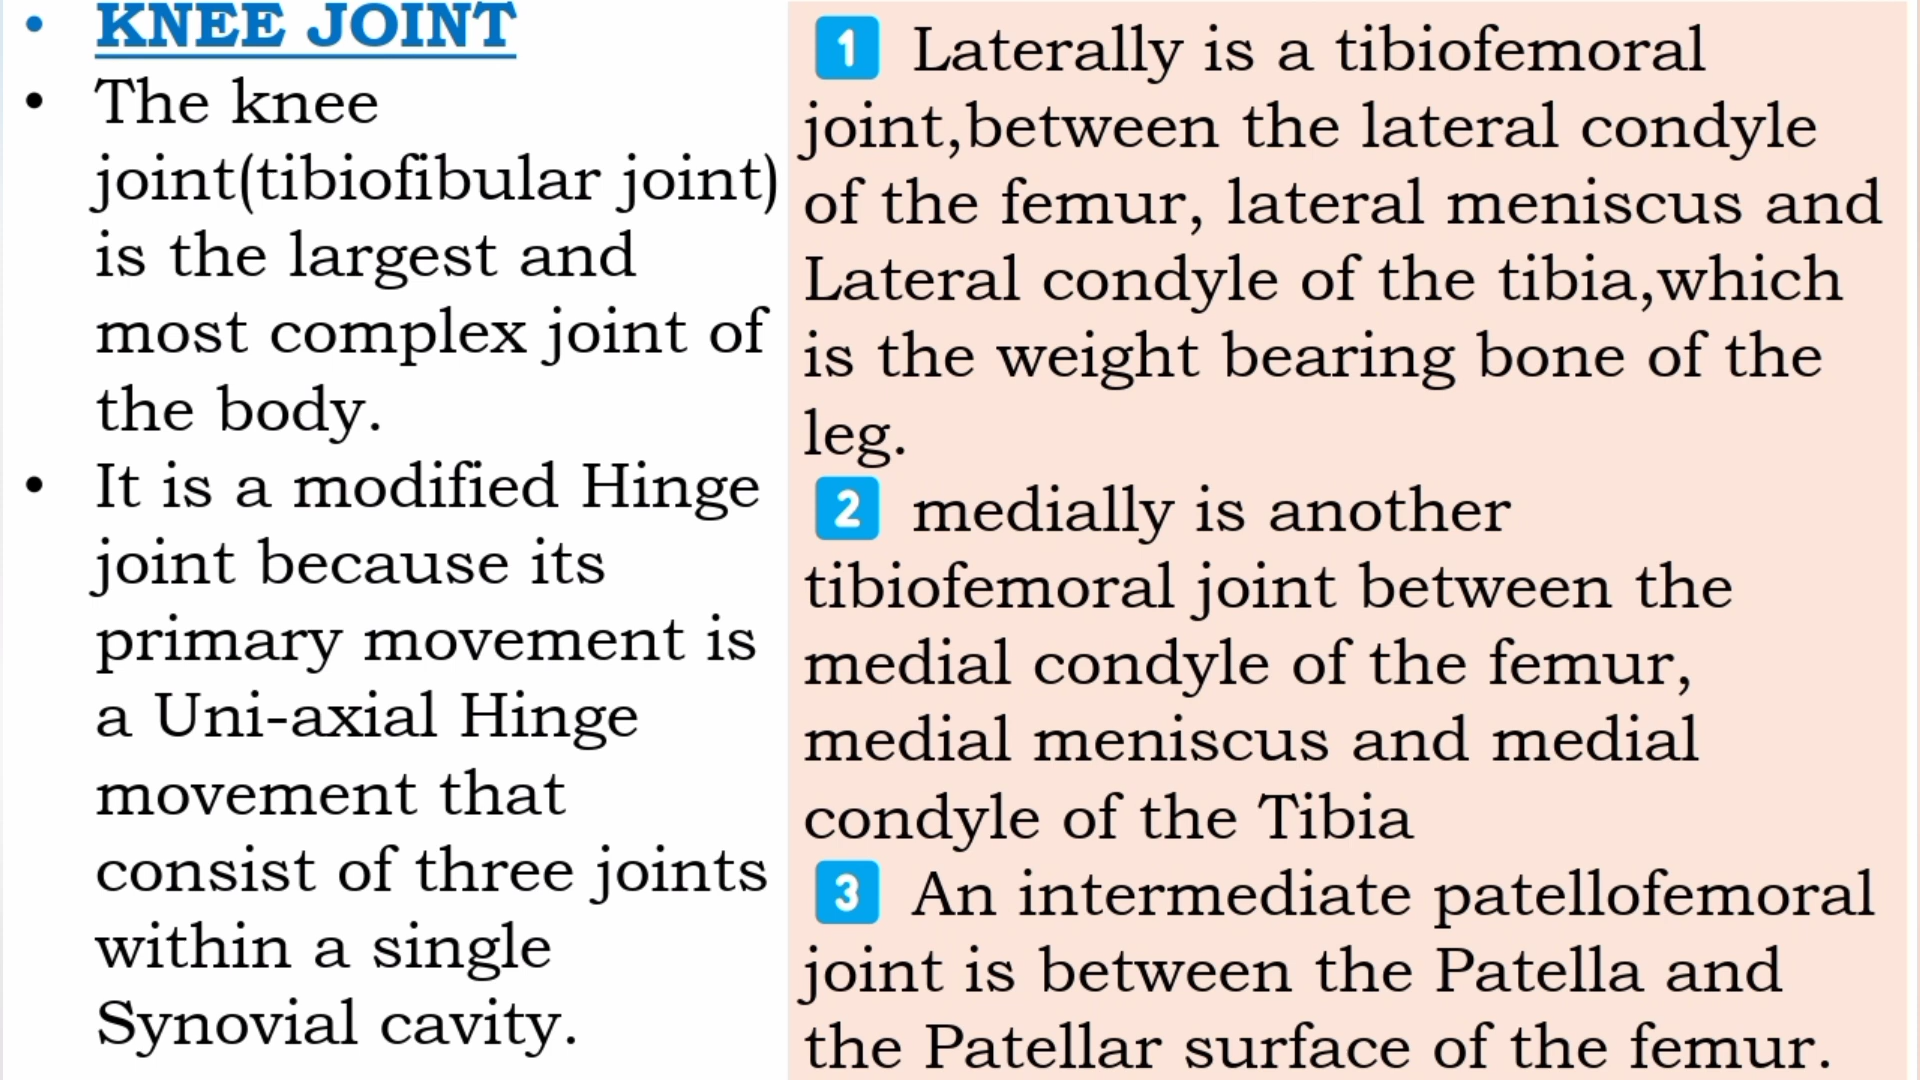 • KNEE JOINT
• The knee
joint(tibiofibular joint)
is the largest and
most complex joint of
the body.
• It is a modified Hinge
joint because its
primary movement is
a Uni-axial Hinge
movement that
consist of three joints
within a single
Synovial cavity.
1 Laterally is a tibiofemoral
joint,between the lateral condyle
of the femur, lateral meniscus and
Lateral condyle of the tibia,which
is the weight bearing bone of the
leg.
2 medially is another
tibiofemoral joint between the
medial condyle of the femur,
medial meniscus and medial
condyle of the Tibia
3 An intermediate patellofemoral
joint is between the Patella and
the Patellar surface of the femur.